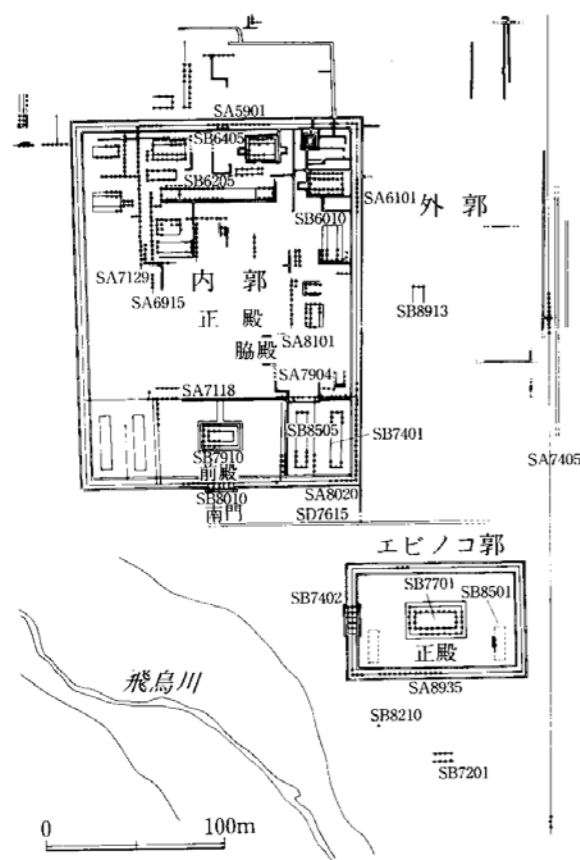 SA5901
SB6405
SB6205
SA6101
外郭
SB6010
SA7129
SA6915
内郭
正殿
脇殿
SA8101
SB8913
SA7904
SA7118
SB8505
SB7401
SB7910
前殿
SB8010
南門
SA8020
SD7615
SA7405
エビノコ郭
SB7701
SB8501
SB7402
正殿
SA8935
飛鳥川
SB8210
SB7201
0
100m